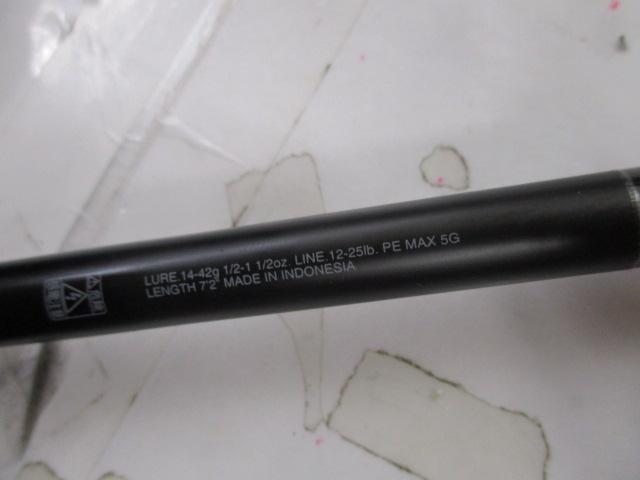 LURE.14-42g 1/2-1 1/2oz. LINE.12-25lb. PE MAX 5G
LENGTH 7'2" MADE IN INDONESIA